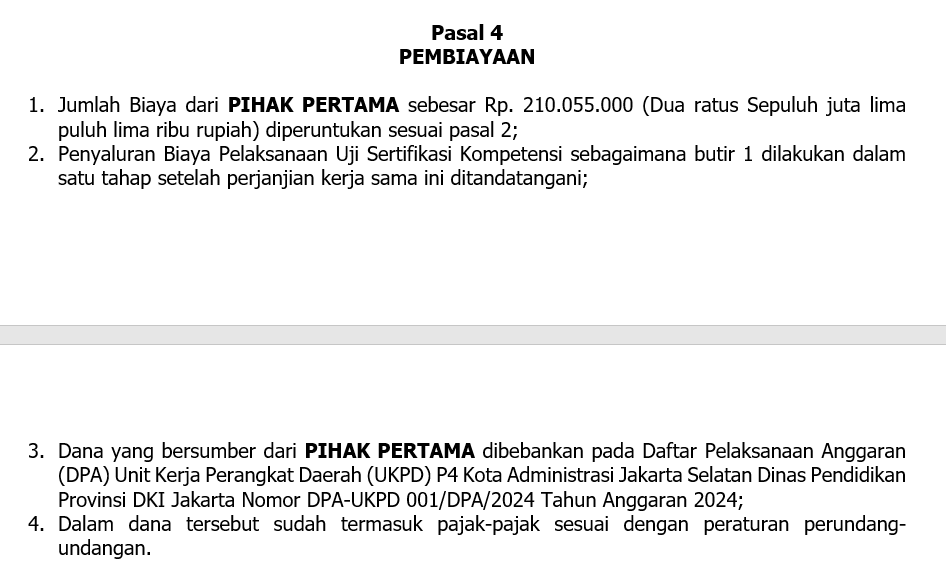 Pasal 4
PEMBIAYAAN
1. Jumlah Biaya dari PIHAK PERTAMA sebesar Rp. 210.055.000 (Dua ratus Sepuluh juta lima
puluh lima ribu rupiah) diperuntukan sesuai pasal 2;
2. Penyaluran Biaya Pelaksanaan Uji Sertifikasi Kompetensi sebagaimana butir 1 dilakukan dalam
satu tahap setelah perjanjian kerja sama ini ditandatangani;
3. Dana yang bersumber dari PIHAK PERTAMA dibebankan pada Daftar Pelaksanaan Anggaran
(DPA) Unit Kerja Perangkat Daerah (UKPD) P4 Kota Administrasi Jakarta Selatan Dinas Pendidikan
Provinsi DKI Jakarta Nomor DPA-UKPD 001/DPA/2024 Tahun Anggaran 2024;
4. Dalam dana tersebut sudah termasuk pajak-pajak sesuai dengan peraturan perundang-
undangan.